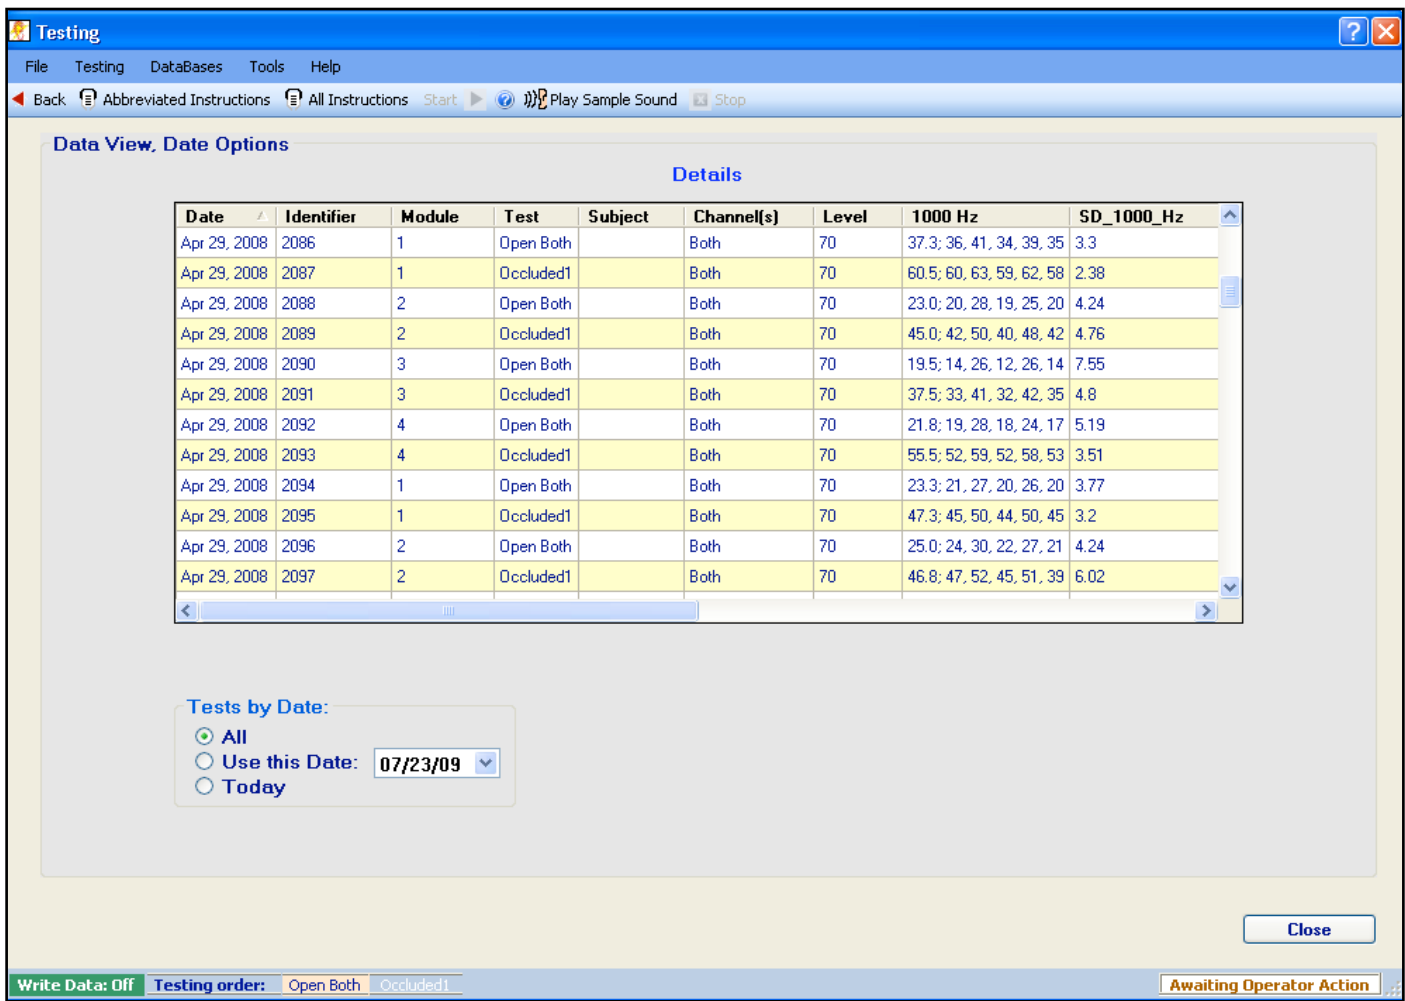 Testing
File Testing DataBases Tools Help
Back Abbreviated Instructions All Instructions Start Play Sample Sound Stop
Data View, Date Options
Details
Date Identifier Module Test Subject Channel(s) Level 1000 Hz SD_1000_Hz
Apr 29, 2008 2086 1 Open Both Both 70 37.3; 36, 41, 34, 39, 35 3.3
Apr 29, 2008 2087 1 Occluded1 Both 70 60.5; 60, 63, 59, 62, 58 2.38
Apr 29, 2008 2088 2 Open Both Both 70 23.0; 20, 28, 19, 25, 20 4.24
Apr 29, 2008 2089 2 Occluded1 Both 70 45.0; 42, 50, 40, 48, 42 4.76
Apr 29, 2008 2090 3 Open Both Both 70 19.5; 14, 26, 12, 26, 14 7.55
Apr 29, 2008 2091 3 Occluded1 Both 70 37.5; 33, 41, 32, 42, 35 4.8
Apr 29, 2008 2092 4 Open Both Both 70 21.8; 19, 28, 18, 24, 17 5.19
Apr 29, 2008 2093 4 Occluded1 Both 70 55.5; 52, 59, 52, 58, 53 3.51
Apr 29, 2008 2094 1 Open Both Both 70 23.3; 21, 27, 20, 26, 20 3.77
Apr 29, 2008 2095 1 Occluded1 Both 70 47.3; 45, 50, 44, 50, 45 3.2
Apr 29, 2008 2096 2 Open Both Both 70 25.0; 24, 30, 22, 27, 21 4.24
Apr 29, 2008 2097 2 Occluded1 Both 70 46.8; 47, 52, 45, 51, 39 6.02
Tests by Date:
All
Use this Date: 07/23/09
Today
Close
Write Data: Off Testing order: Open Both Occluded1 Awaiting Operator Action